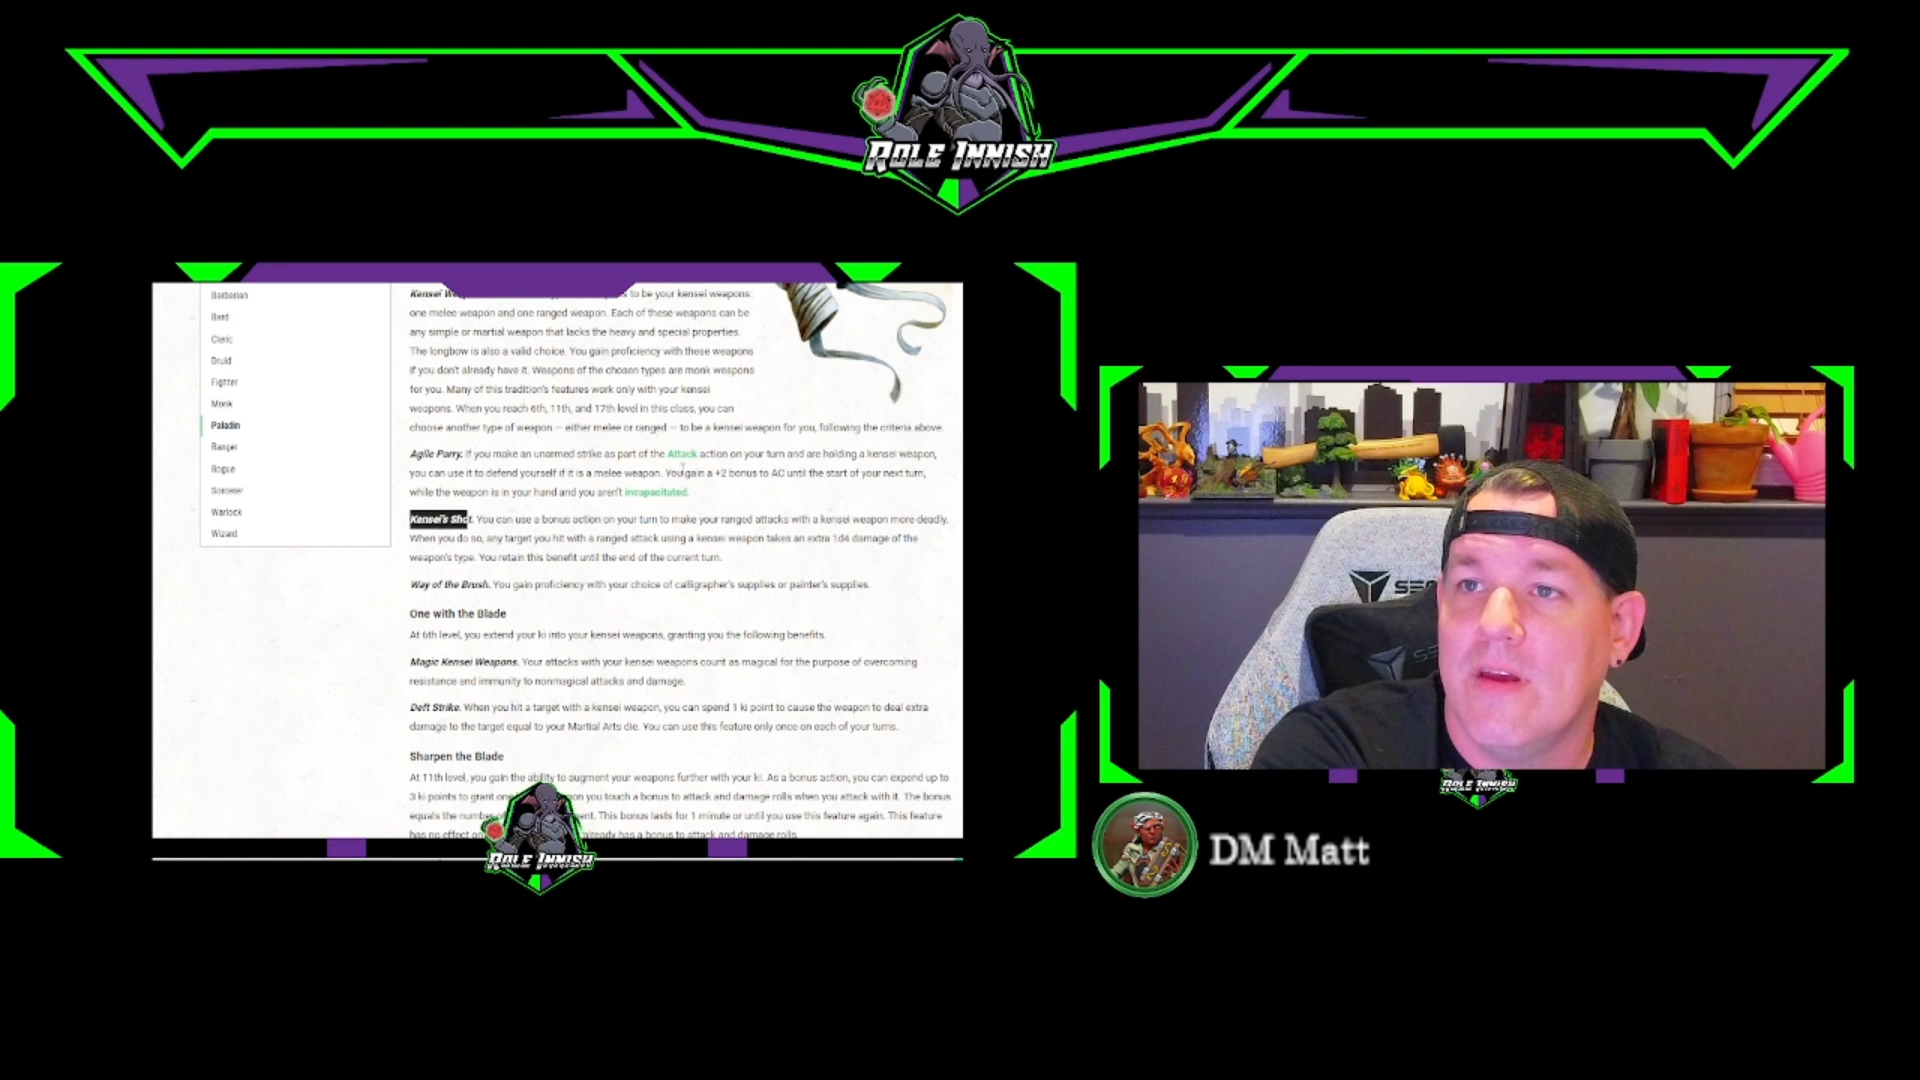 ROLE INNISH
Barbarian
Bard
Cleric
Druid
Fighter
Monk
Paladin
Ranger
Rogue
Sorcerer
Warlock
Wizard
Kensei We
to be your kensei weapons:
one melee weapon and one ranged weapon. Each of these weapons can be
any simple or martial weapon that lacks the heavy and special properties.
The longbow is also a valid choice. You gain proficiency with these weapons
if you don't already have it. Weapons of the chosen types are monk weapons
for you. Many of this tradition's features work only with your kensei
weapons. When you reach 6th, 11th, and 17th level in this class, you can
choose another type of weapon — either melee or ranged — to be a kensei weapon for you, following the criteria above.
Agile Parry. If you make an unarmed strike as part of the Attack action on your turn and are holding a kensei weapon,
you can use it to defend yourself if it is a melee weapon. You gain a +2 bonus to AC until the start of your next turn,
while the weapon is in your hand and you aren't incapacitated.
Kensei's Shot. You can use a bonus action on your turn to make your ranged attacks with a kensei weapon more deadly.
When you do so, any target you hit with a ranged attack using a kensei weapon takes an extra 1d4 damage of the
weapon's type. You retain this benefit until the end of the current turn.
Way of the Brush. You gain proficiency with your choice of calligrapher's supplies or painter's supplies.
One with the Blade
At 6th level, you extend your ki into your kensei weapons, granting you the following benefits.
Magic Kensei Weapons. Your attacks with your kensei weapons count as magical for the purpose of overcoming
resistance and immunity to nonmagical attacks and damage.
Deft Strike. When you hit a target with a kensei weapon, you can spend 1 ki point to cause the weapon to deal extra
damage to the target equal to your Martial Arts die. You can use this feature only once on each of your turns.
Sharpen the Blade
At 11th level, you gain the ability to augment your weapons further with your ki. As a bonus action, you can expend up to
3 ki points to grant on you touch a bonus to attack and damage rolls when you attack with it. The bonus
equals the number This bonus lasts for 1 minute or until you use this feature again. This feature
has no effect already has a bonus to attack and damage rolls.
ROLE INNISH
SEC
ROLE INNISH
DM Matt